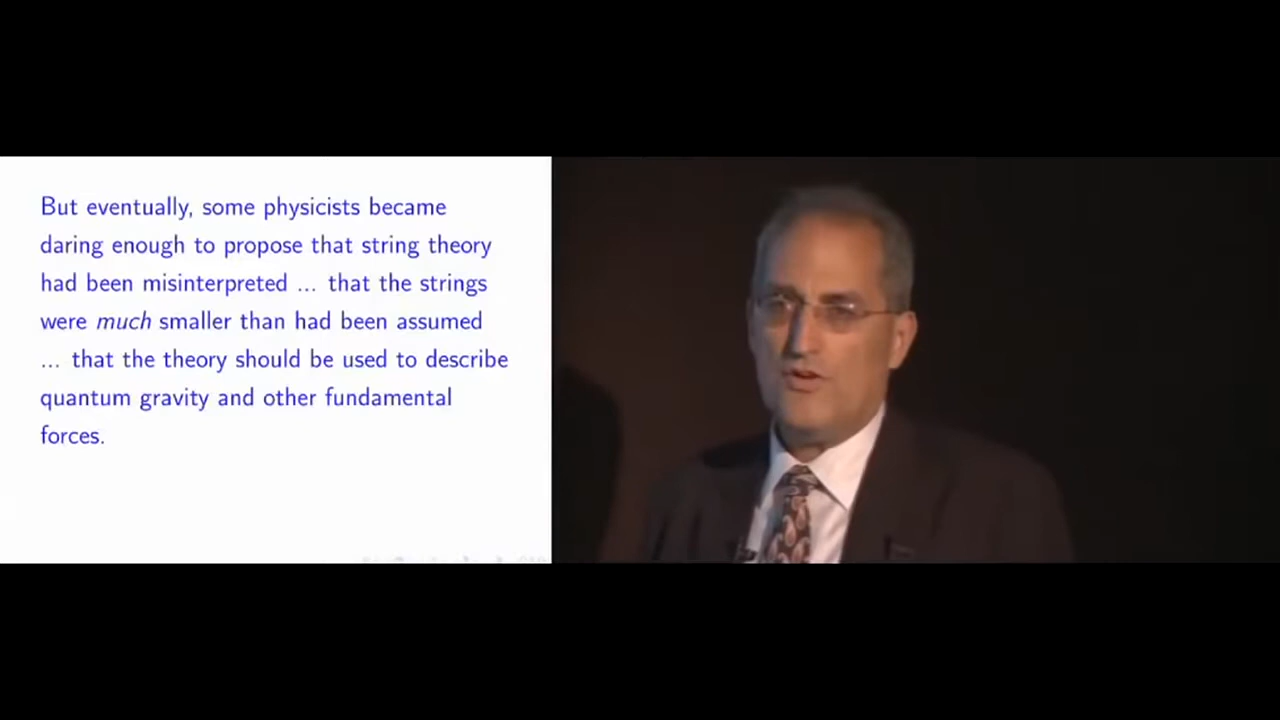 But eventually, some physicists became
daring enough to propose that string theory
had been misinterpreted ... that the strings
were much smaller than had been assumed
... that the theory should be used to describe
quantum gravity and other fundamental
forces.